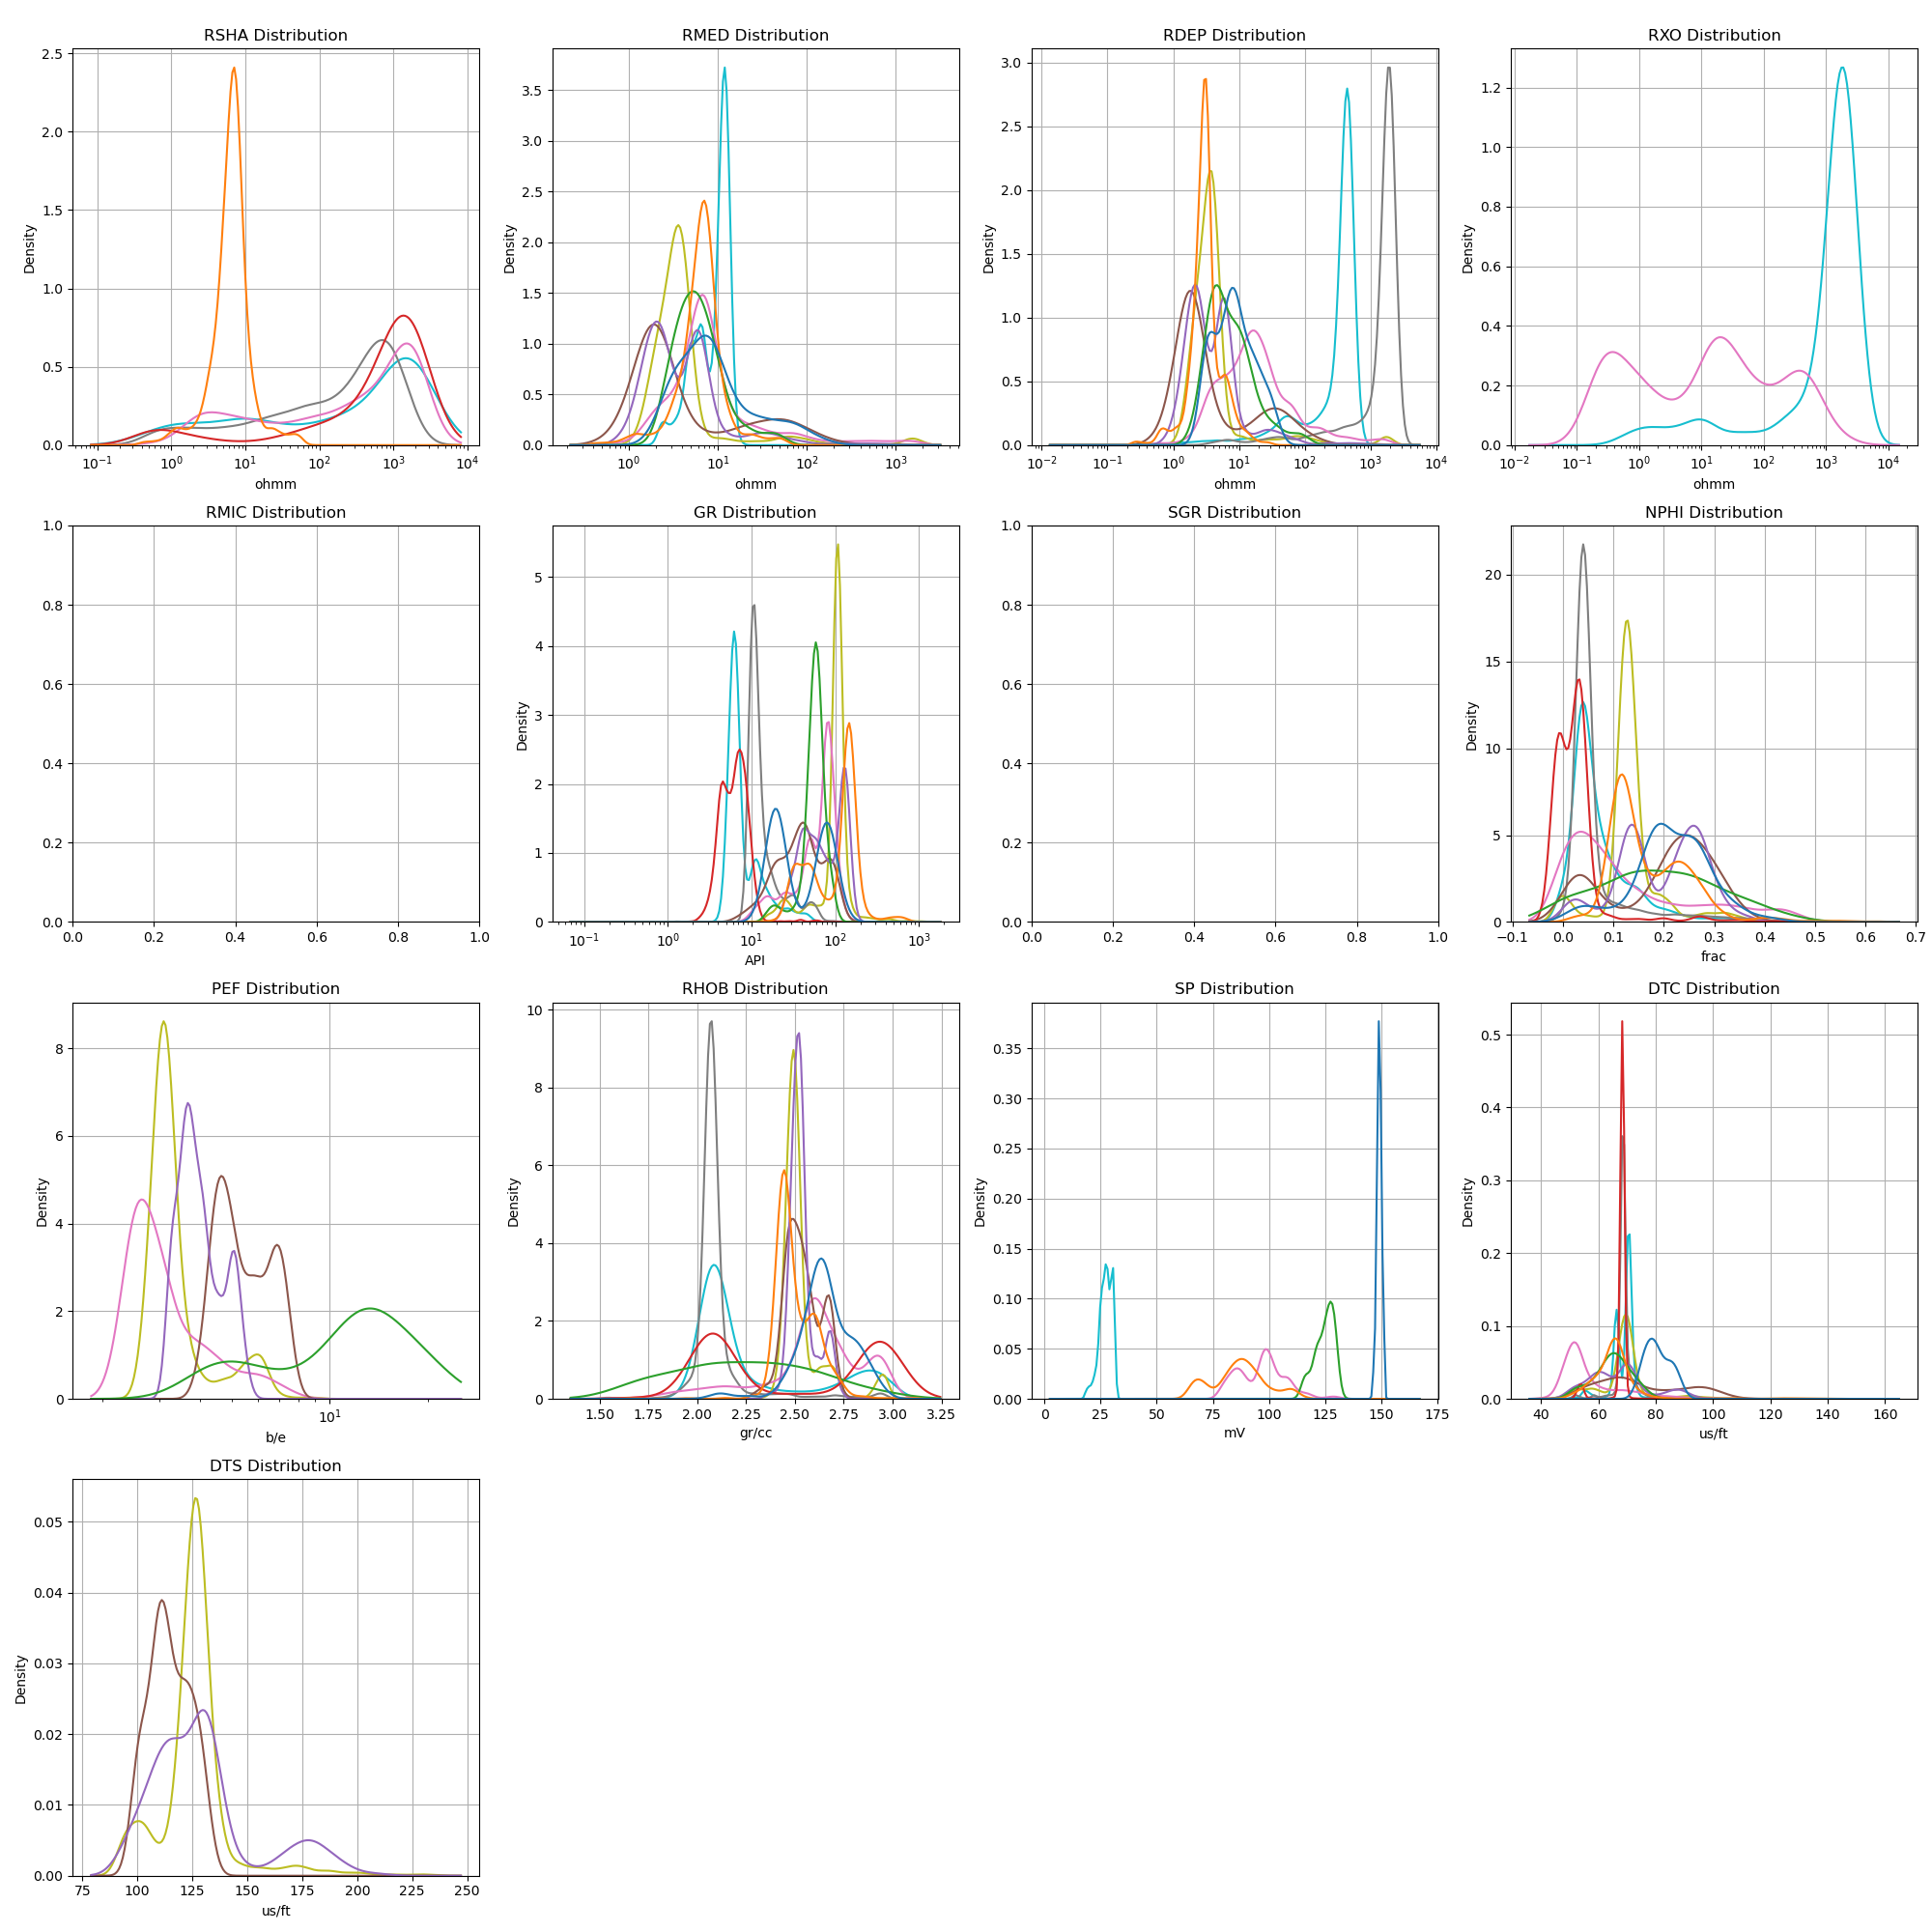 RSHA Distribution
Density
2.5
2.0
1.5
1.0
0.5
0.0
10⁻¹ 10⁰ 10¹ 10² 10³ 10⁴
ohmm
RMED Distribution
Density
3.5
3.0
2.5
2.0
1.5
1.0
0.5
0.0
10⁰ 10¹ 10² 10³
ohmm
RDEP Distribution
Density
3.0
2.5
2.0
1.5
1.0
0.5
0.0
10⁻² 10⁻¹ 10⁰ 10¹ 10² 10³ 10⁴
ohmm
RXO Distribution
Density
1.2
1.0
0.8
0.6
0.4
0.2
0.0
10⁻² 10⁻¹ 10⁰ 10¹ 10² 10³ 10⁴
ohmm
RMIC Distribution
1.0
0.8
0.6
0.4
0.2
0.0
0.0 0.2 0.4 0.6 0.8 1.0
GR Distribution
Density
5
4
3
2
1
0
10⁻¹ 10⁰ 10¹ 10² 10³
API
SGR Distribution
1.0
0.8
0.6
0.4
0.2
0.0
0.0 0.2 0.4 0.6 0.8 1.0
NPHI Distribution
Density
20
15
10
5
0
−0.1 0.0 0.1 0.2 0.3 0.4 0.5 0.6 0.7
frac
PEF Distribution
Density
8
6
4
2
0
10¹
b/e
RHOB Distribution
Density
10
8
6
4
2
0
1.50 1.75 2.00 2.25 2.50 2.75 3.00 3.25
gr/cc
SP Distribution
Density
0.35
0.30
0.25
0.20
0.15
0.10
0.05
0.00
0 25 50 75 100 125 150 175
mV
DTC Distribution
Density
0.5
0.4
0.3
0.2
0.1
0.0
40 60 80 100 120 140 160
us/ft
DTS Distribution
Density
0.05
0.04
0.03
0.02
0.01
0.00
75 100 125 150 175 200 225 250
us/ft